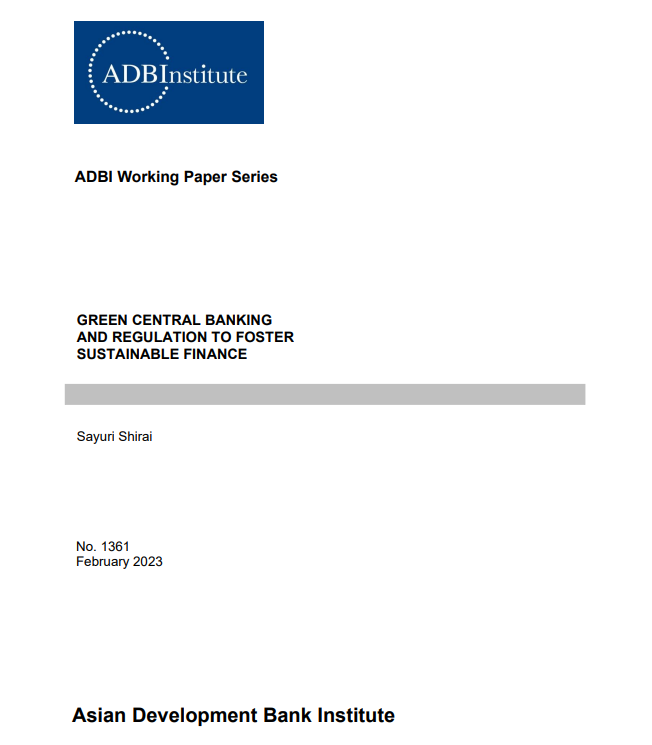 ADBInstitute
ADBI Working Paper Series
GREEN CENTRAL BANKING
AND REGULATION TO FOSTER
SUSTAINABLE FINANCE
Sayuri Shirai
No. 1361
February 2023
Asian Development Bank Institute